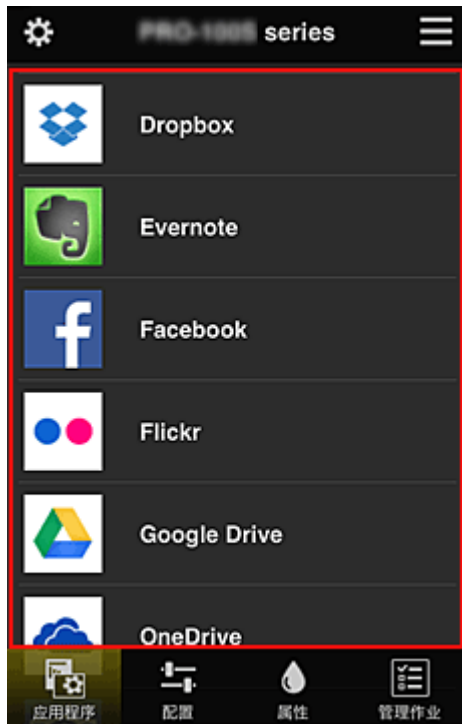 series
Dropbox
Evernote
Facebook
Flickr
Google Drive
OneDrive
应用程序 配置 属性 管理作业